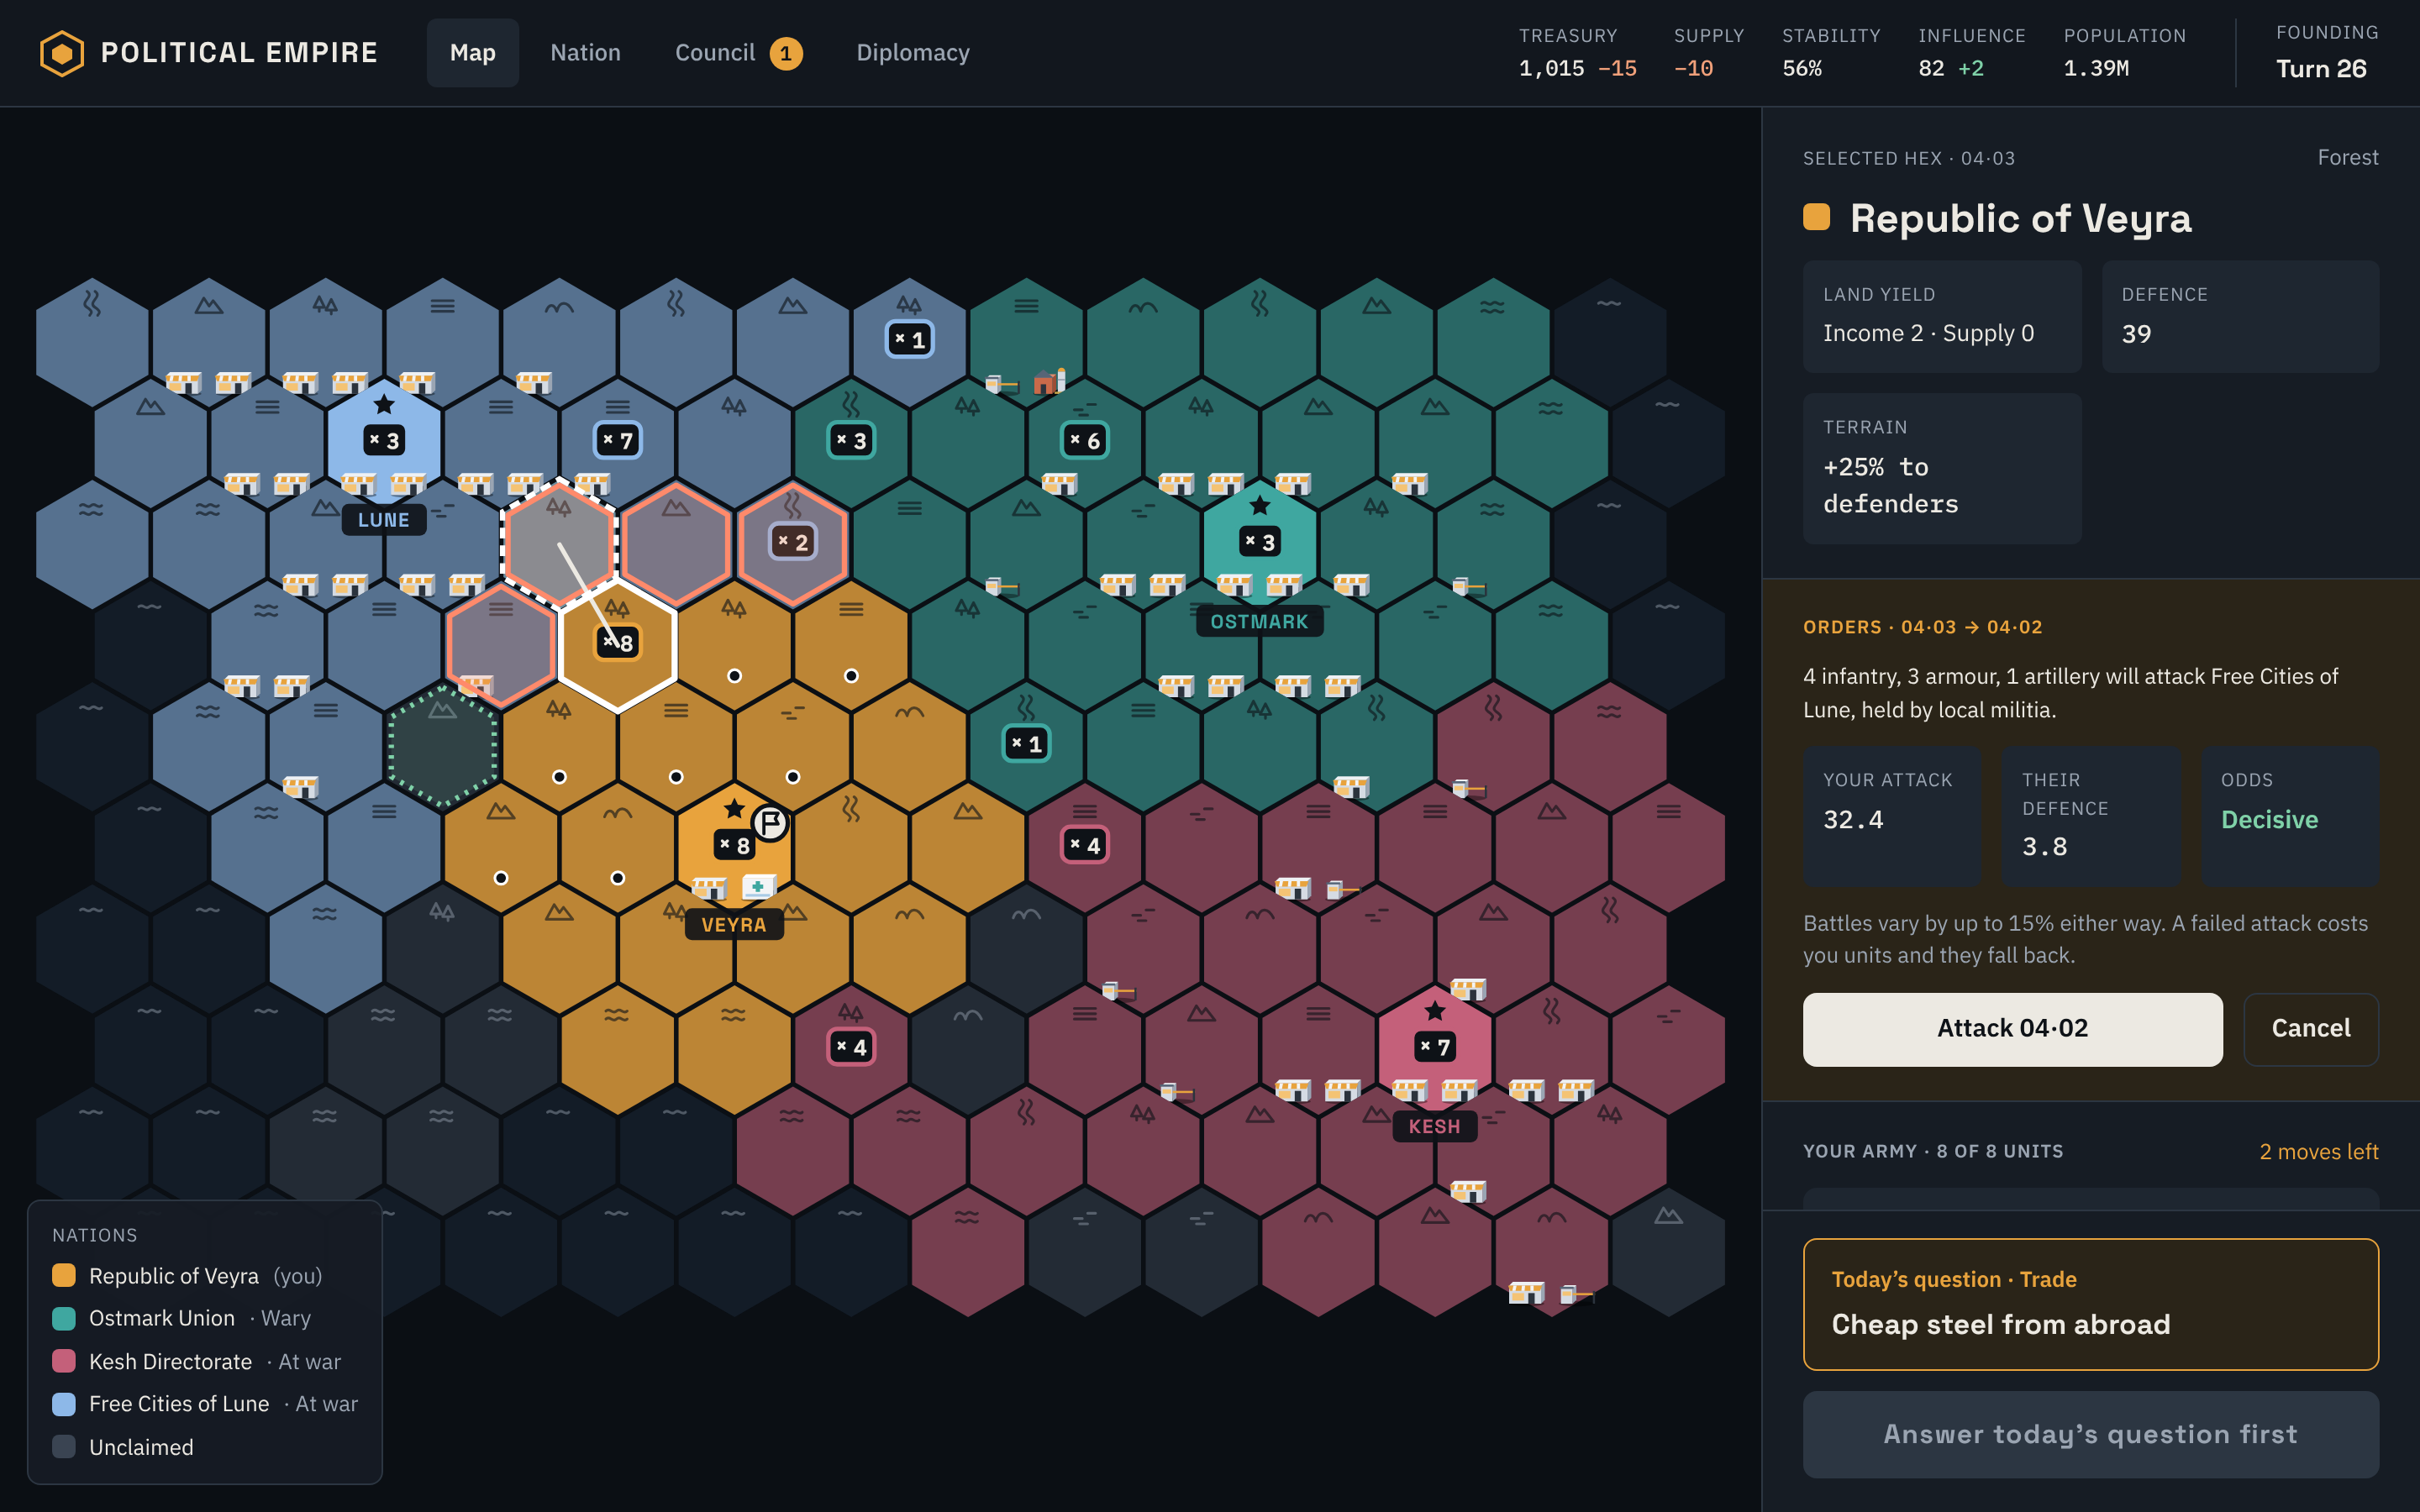 POLITICAL EMPIRE
Map
Nation
Council 1
Diplomacy
TREASURY
1,015 −15
SUPPLY
−10
STABILITY
56%
INFLUENCE
82 +2
POPULATION
1.39M
FOUNDING
Turn 26
× 1
× 3
× 7
× 3
× 6
LUNE
× 2
× 3
× 8
OSTMARK
× 1
× 8
× 4
VEYRA
× 4
× 7
KESH
NATIONS
Republic of Veyra (you)
Ostmark Union · Wary
Kesh Directorate · At war
Free Cities of Lune · At war
Unclaimed
SELECTED HEX · 04·03
Forest
Republic of Veyra
LAND YIELD
Income 2 · Supply 0
DEFENCE
39
TERRAIN
+25% to
defenders
ORDERS · 04·03 → 04·02
4 infantry, 3 armour, 1 artillery will attack Free Cities of
Lune, held by local militia.
YOUR ATTACK
32.4
THEIR
DEFENCE
3.8
ODDS
Decisive
Battles vary by up to 15% either way. A failed attack costs
you units and they fall back.
Attack 04·02
Cancel
YOUR ARMY · 8 OF 8 UNITS
2 moves left
Today’s question · Trade
Cheap steel from abroad
Answer today’s question first